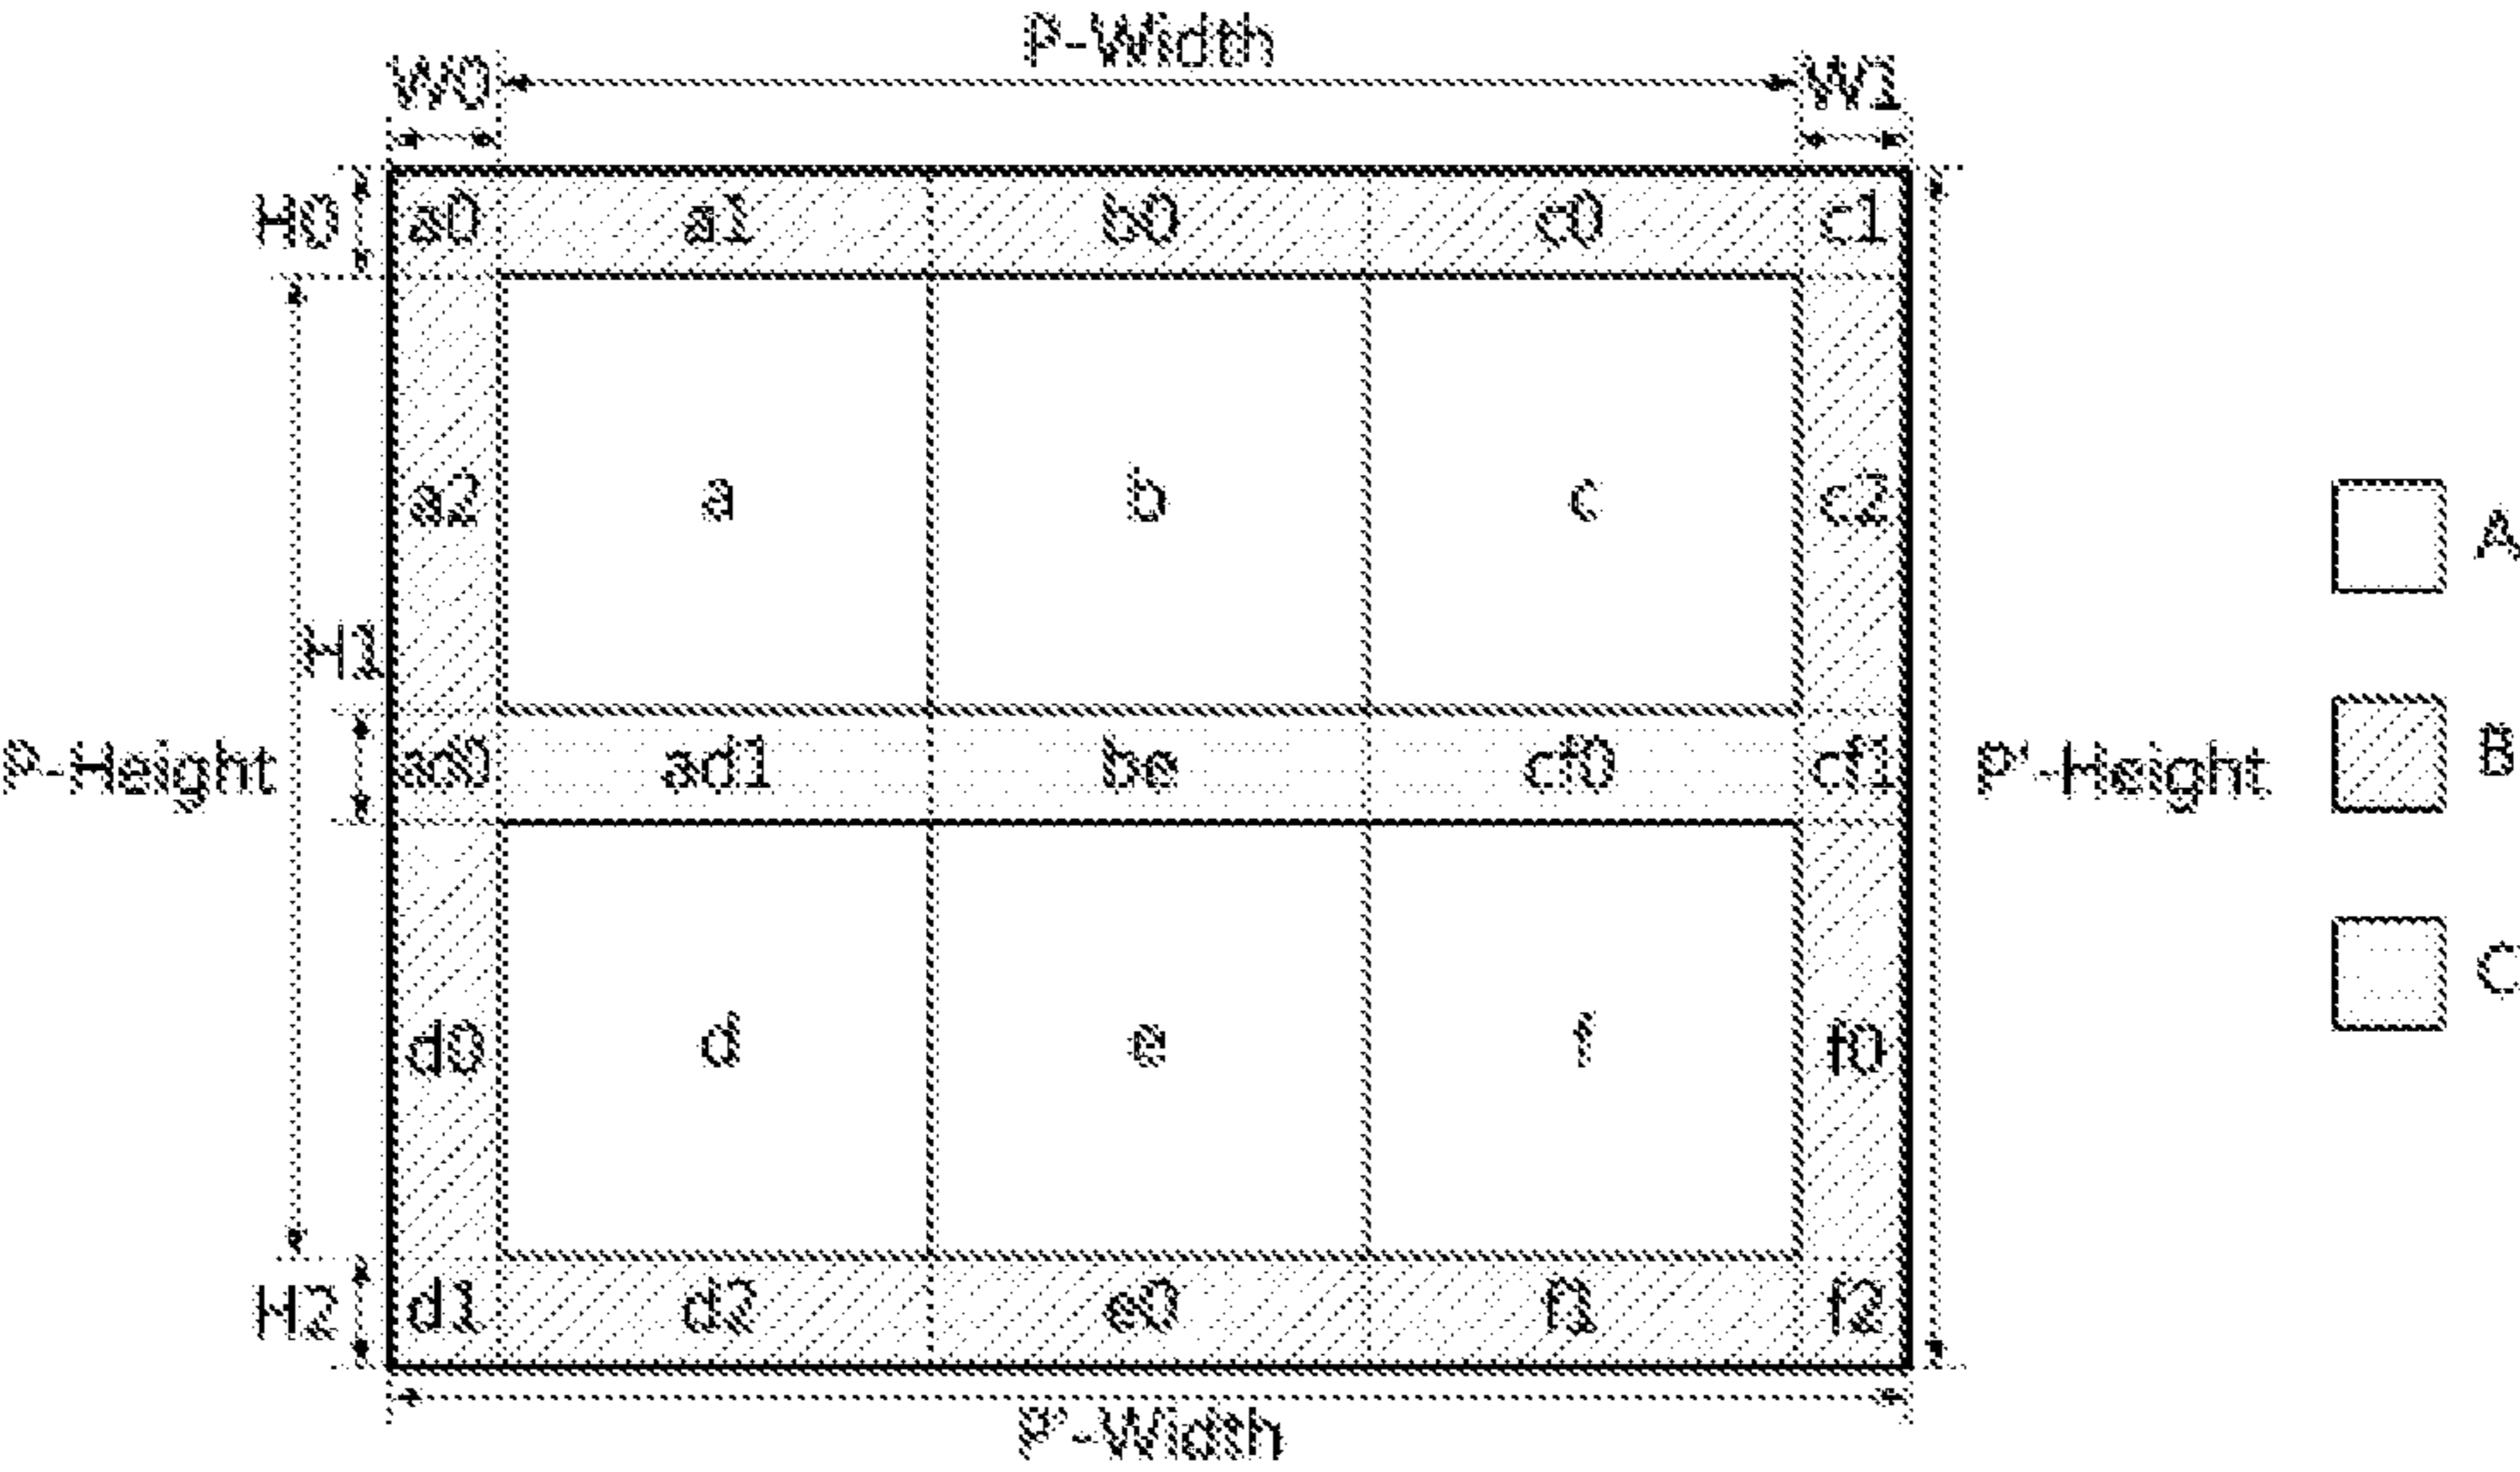 P-Width
W0 W1
H0 a0 a1 b0 c0 c1
a2 a b c c2
H1
P-Height ad0 ad1 be cf0 cf1 P'-Height
d0 d e f f0
H2 d1 d2 e0 f1 f2
P'-Width
A
B
C